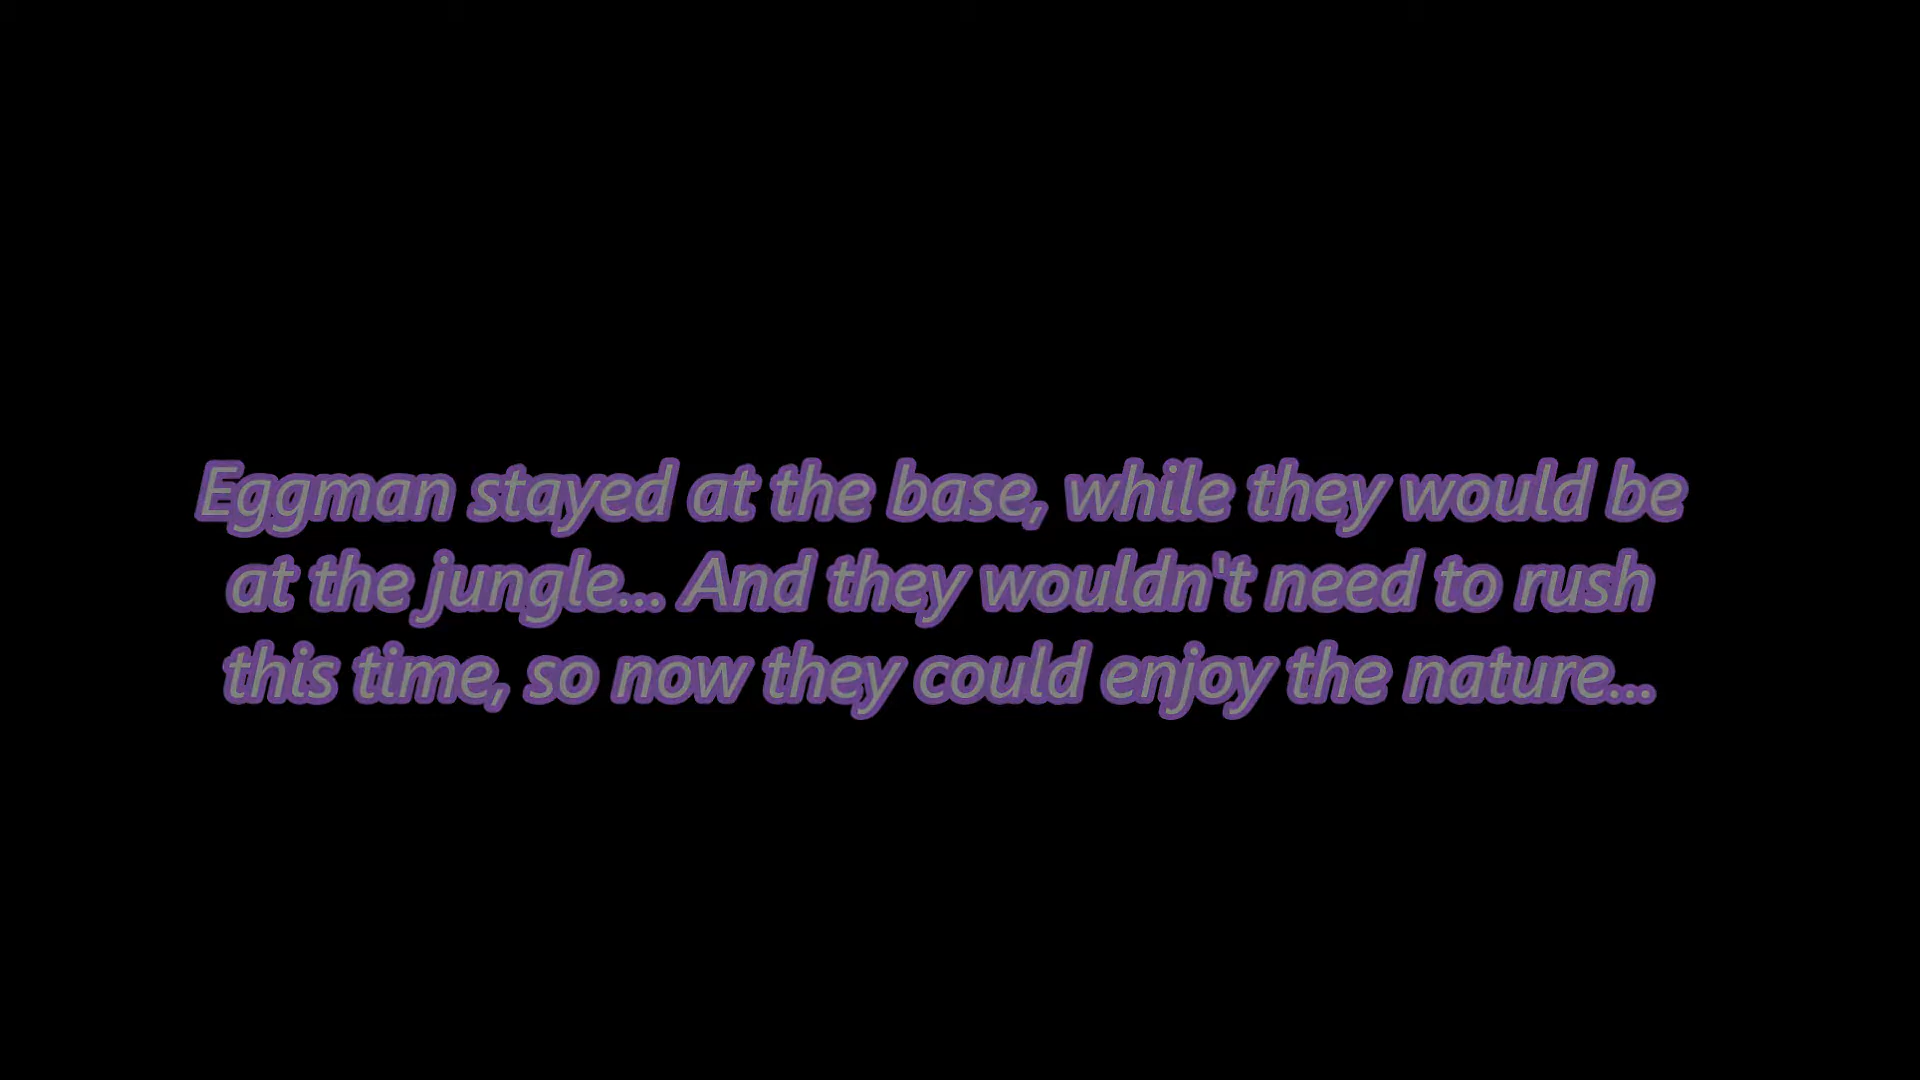 Eggman stayed at the base, while they would be
at the jungle... And they wouldn't need to rush
this time, so now they could enjoy the nature...